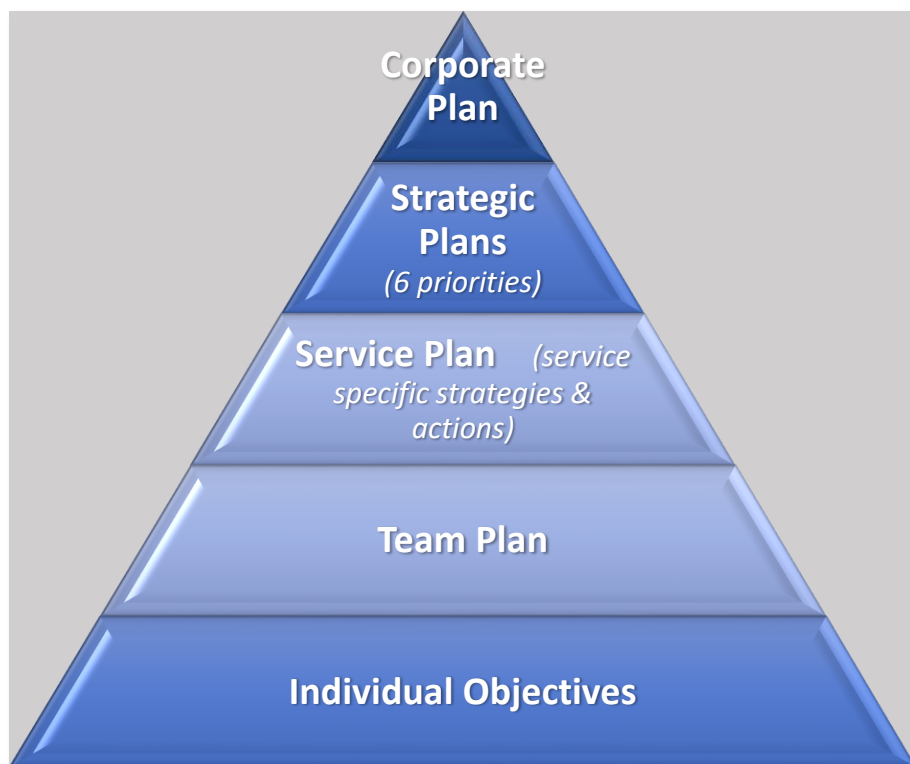 Corporate
Plan
Strategic
Plans
(6 priorities)
Service Plan (service
specific strategies &
actions)
Team Plan
Individual Objectives